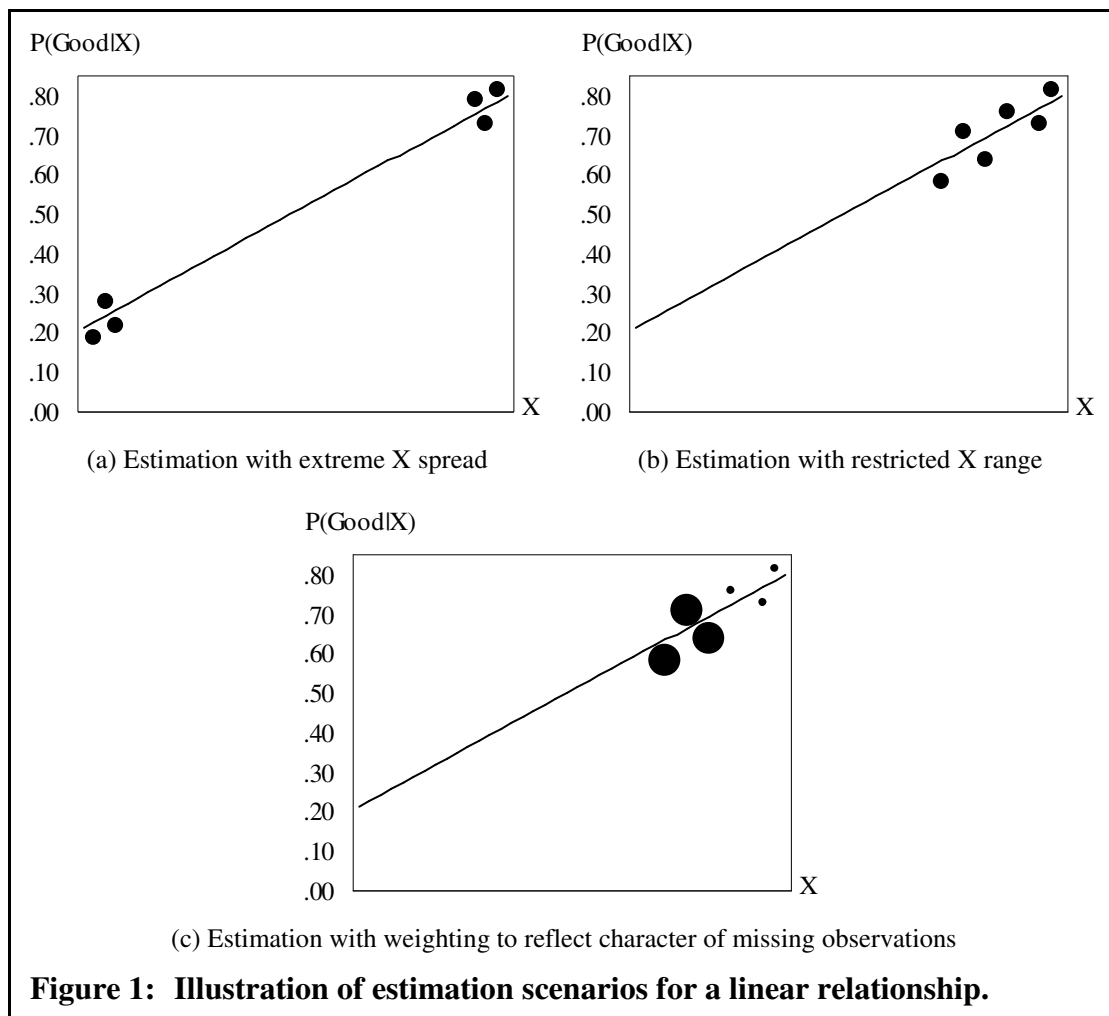 P(Good|X) P(Good|X)
.80 .80
.70 .70
.60 .60
.50 .50
.40 .40
.30 .30
.20 .20
.10 .10
.00 .00
X X
(a) Estimation with extreme X spread (b) Estimation with restricted X range
P(Good|X)
.80
.70
.60
.50
.40
.30
.20
.10
.00
X
(c) Estimation with weighting to reflect character of missing observations
Figure 1: Illustration of estimation scenarios for a linear relationship.